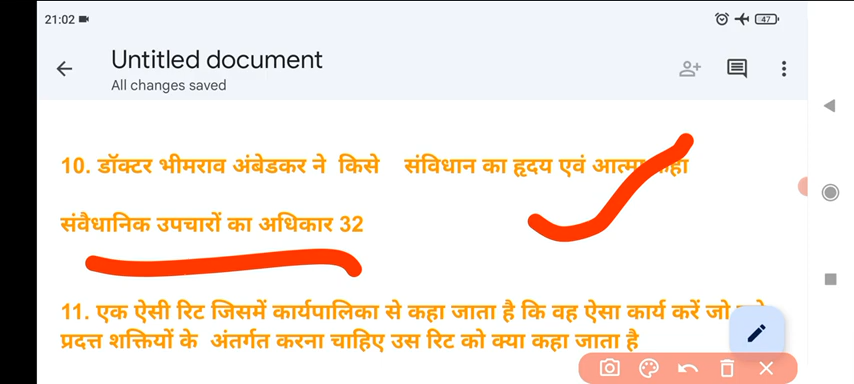 21:02
47
Untitled document
All changes saved
10. डॉक्टर भीमराव अंबेडकर ने किसे संविधान का हृदय एवं आत्मा कहा
संवैधानिक उपचारों का अधिकार 32
11. एक ऐसी रिट जिसमें कार्यपालिका से कहा जाता है कि वह ऐसा कार्य करें जो
प्रदत्त शक्तियों के अंतर्गत करना चाहिए उस रिट को क्या कहा जाता है